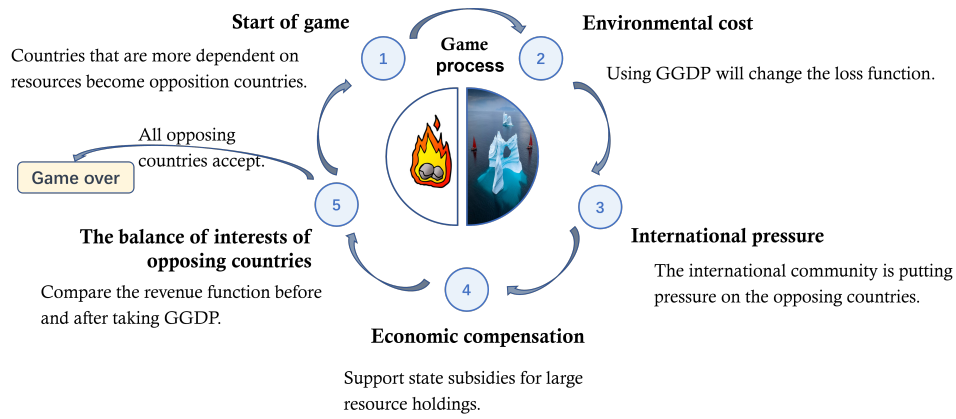 Start of game
1
Countries that are more dependent on
resources become opposition countries.
Game
process
2
Environmental cost
Using GGDP will change the loss function.
3
International pressure
The international community is putting
pressure on the opposing countries.
4
Economic compensation
Support state subsidies for large
resource holdings.
5
The balance of interests of
opposing countries
Compare the revenue function before
and after taking GGDP.
All opposing
countries accept.
Game over